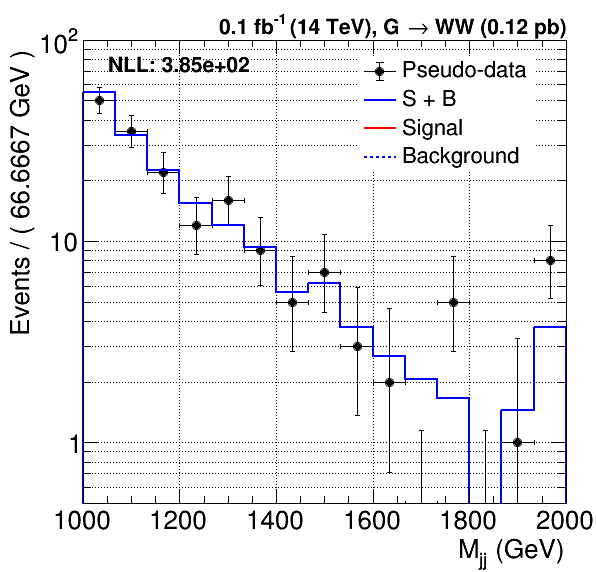 0.1 fb⁻¹ (14 TeV), G → WW (0.12 pb)
NLL: 3.85e+02
Pseudo-data
S + B
Signal
Background
Events / ( 66.6667 GeV )
10²
10
1
1000 1200 1400 1600 1800 2000
Mjj (GeV)